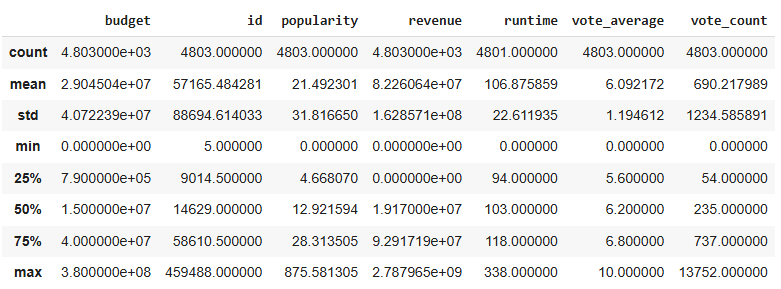 budget id popularity revenue runtime vote_average vote_count
count 4.803000e+03 4803.000000 4803.000000 4.803000e+03 4801.000000 4803.000000 4803.000000
mean 2.904504e+07 57165.484281 21.492301 8.226064e+07 106.875859 6.092172 690.217989
std 4.072239e+07 88694.614033 31.816650 1.628571e+08 22.611935 1.194612 1234.585891
min 0.000000e+00 5.000000 0.000000 0.000000e+00 0.000000 0.000000 0.000000
25% 7.900000e+05 9014.500000 4.668070 0.000000e+00 94.000000 5.600000 54.000000
50% 1.500000e+07 14629.000000 12.921594 1.917000e+07 103.000000 6.200000 235.000000
75% 4.000000e+07 58610.500000 28.313505 9.291719e+07 118.000000 6.800000 737.000000
max 3.800000e+08 459488.000000 875.581305 2.787965e+09 338.000000 10.000000 13752.000000